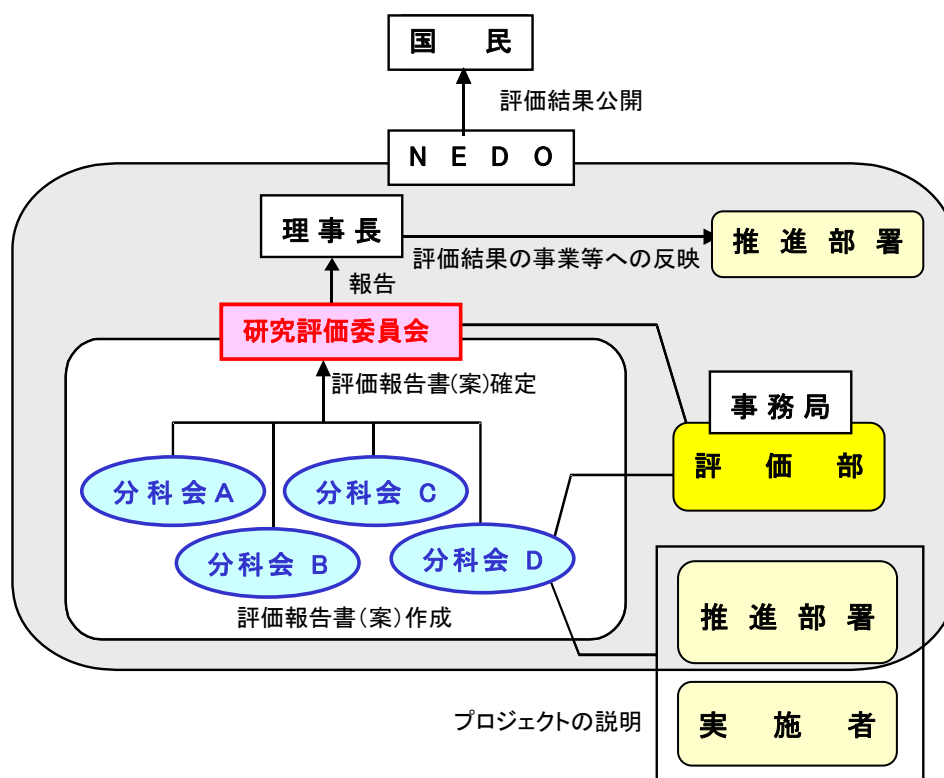 国　民
評価結果公開
N E D O
理事長
推進部署
評価結果の事業等への反映
報告
研究評価委員会
評価報告書(案)確定
事務局
評価部
分科会A
分科会 C
分科会 B
分科会 D
評価報告書(案)作成
推進部署
プロジェクトの説明
実施者